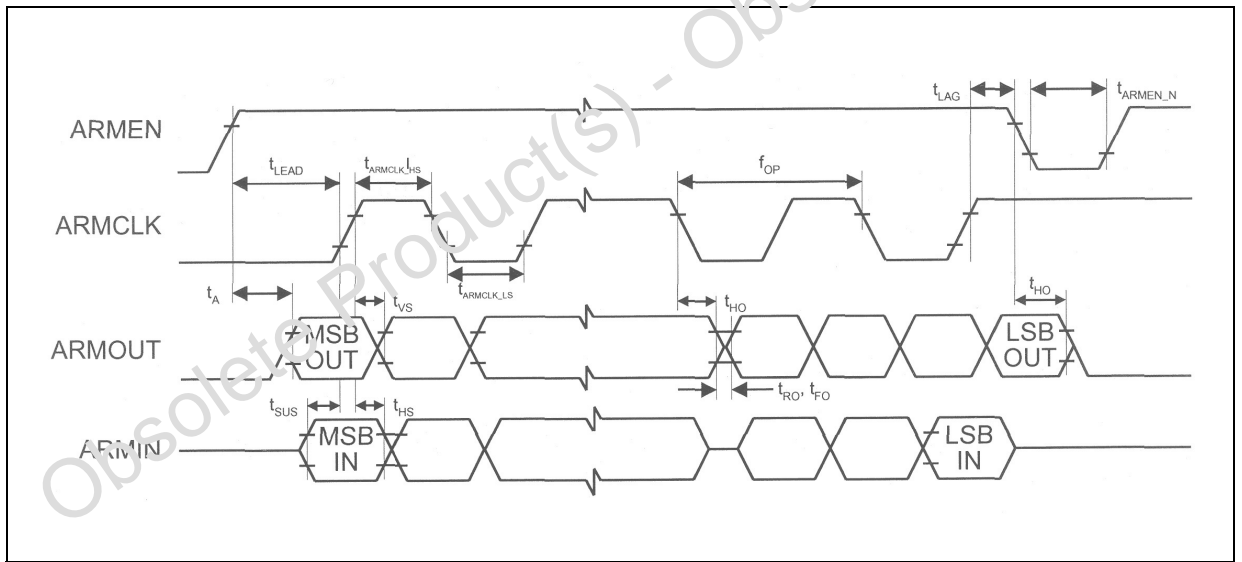 Obsolete Product(s) - Obs
ARMEN
tLAG
tARMEN_N
tLEAD
tARMCLK_HS
fOP
ARMCLK
tARMCLK_LS
tA
tVS
tHO
tHO
ARMOUT
MSB
OUT
LSB
OUT
tRO, tFO
tSUS
tHS
ARMIN
MSB
IN
LSB
IN